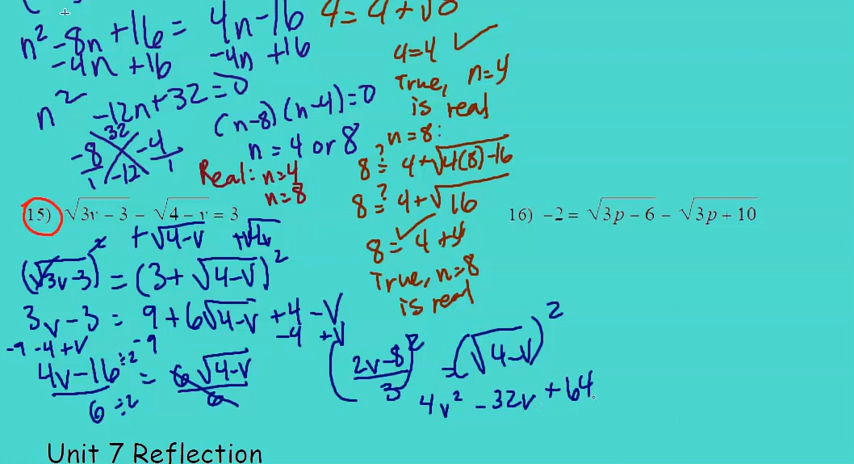 4 = 4 + √0
n² - 8n + 16 = 4n - 16
- 4n + 16 - 4n + 16
4 = 4 ✓
True, n = 4
is real
n² - 12n + 32 = 0
(n-8)(n-4) = 0
n = 4 or 8
32
-8 -4
1 1
-12
Real: n = 4
n = 8
n = 8:
8 ≟ 4 + √4(8) - 16
8 ≟ 4 + √16
8 = 4 + 4 ✓
True, n = 8
is real
15) √3v - 3 - √4 - v = 3
+ √4-v + √4v
(√3v-3)² = (3 + √4-v)²
3v - 3 = 9 + 6√4-v + 4 - v
-9 -4 + v -9 -4 + v
4v - 16 ÷2 = 6√4-v
6 ÷2 6
(2v-8)² = (√4-v)²
3
4v² - 32v + 64
16) -2 = √3p - 6 - √3p + 10
Unit 7 Reflection